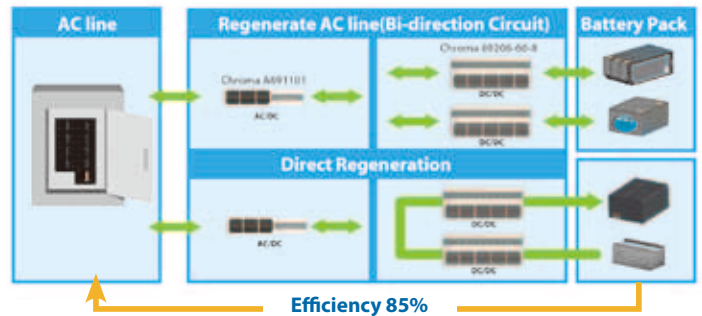 AC line
Regenerate AC line(Bi-direction Circuit)
Battery Pack
Chroma 69206-60-8
Chroma A691101
AC/DC
DC/DC
DC/DC
Direct Regeneration
AC/DC
DC/DC
DC/DC
Efficiency 85%